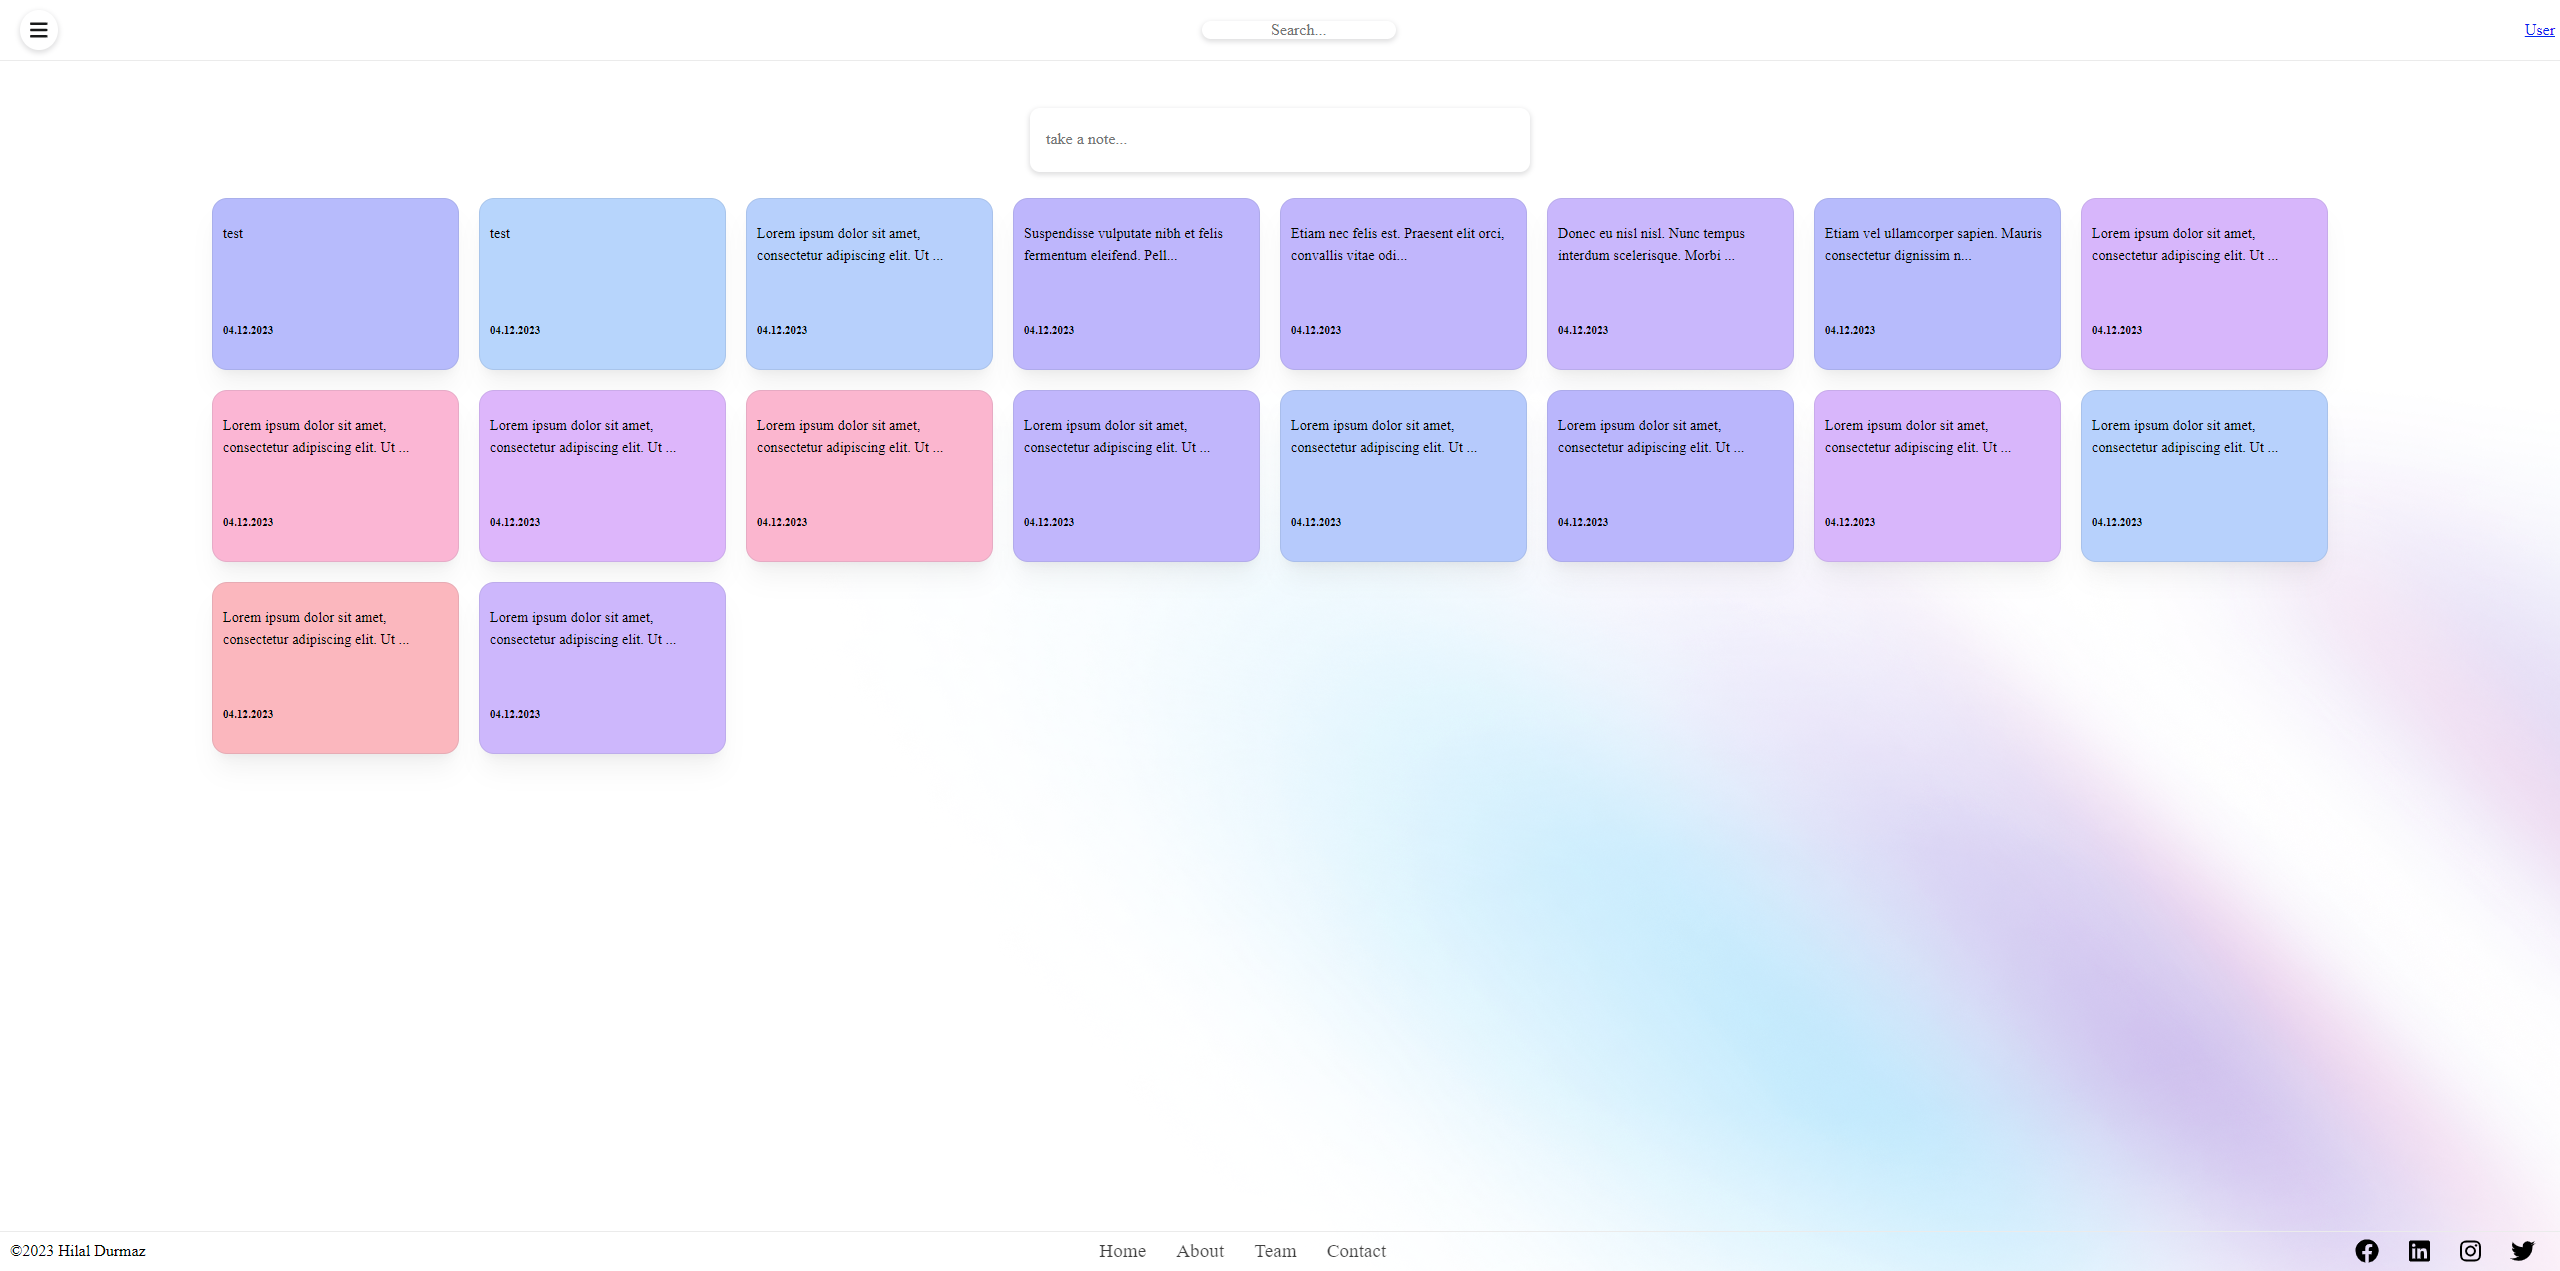 Search...
User
take a note...
test
04.12.2023
test
04.12.2023
Lorem ipsum dolor sit amet,
consectetur adipiscing elit. Ut ...
04.12.2023
Suspendisse vulputate nibh et felis
fermentum eleifend. Pell...
04.12.2023
Etiam nec felis est. Praesent elit orci,
convallis vitae odi...
04.12.2023
Donec eu nisl nisl. Nunc tempus
interdum scelerisque. Morbi ...
04.12.2023
Etiam vel ullamcorper sapien. Mauris
consectetur dignissim n...
04.12.2023
Lorem ipsum dolor sit amet,
consectetur adipiscing elit. Ut ...
04.12.2023
Lorem ipsum dolor sit amet,
consectetur adipiscing elit. Ut ...
04.12.2023
Lorem ipsum dolor sit amet,
consectetur adipiscing elit. Ut ...
04.12.2023
Lorem ipsum dolor sit amet,
consectetur adipiscing elit. Ut ...
04.12.2023
Lorem ipsum dolor sit amet,
consectetur adipiscing elit. Ut ...
04.12.2023
Lorem ipsum dolor sit amet,
consectetur adipiscing elit. Ut ...
04.12.2023
Lorem ipsum dolor sit amet,
consectetur adipiscing elit. Ut ...
04.12.2023
Lorem ipsum dolor sit amet,
consectetur adipiscing elit. Ut ...
04.12.2023
Lorem ipsum dolor sit amet,
consectetur adipiscing elit. Ut ...
04.12.2023
Lorem ipsum dolor sit amet,
consectetur adipiscing elit. Ut ...
04.12.2023
Lorem ipsum dolor sit amet,
consectetur adipiscing elit. Ut ...
04.12.2023
©2023 Hilal Durmaz
Home About Team Contact